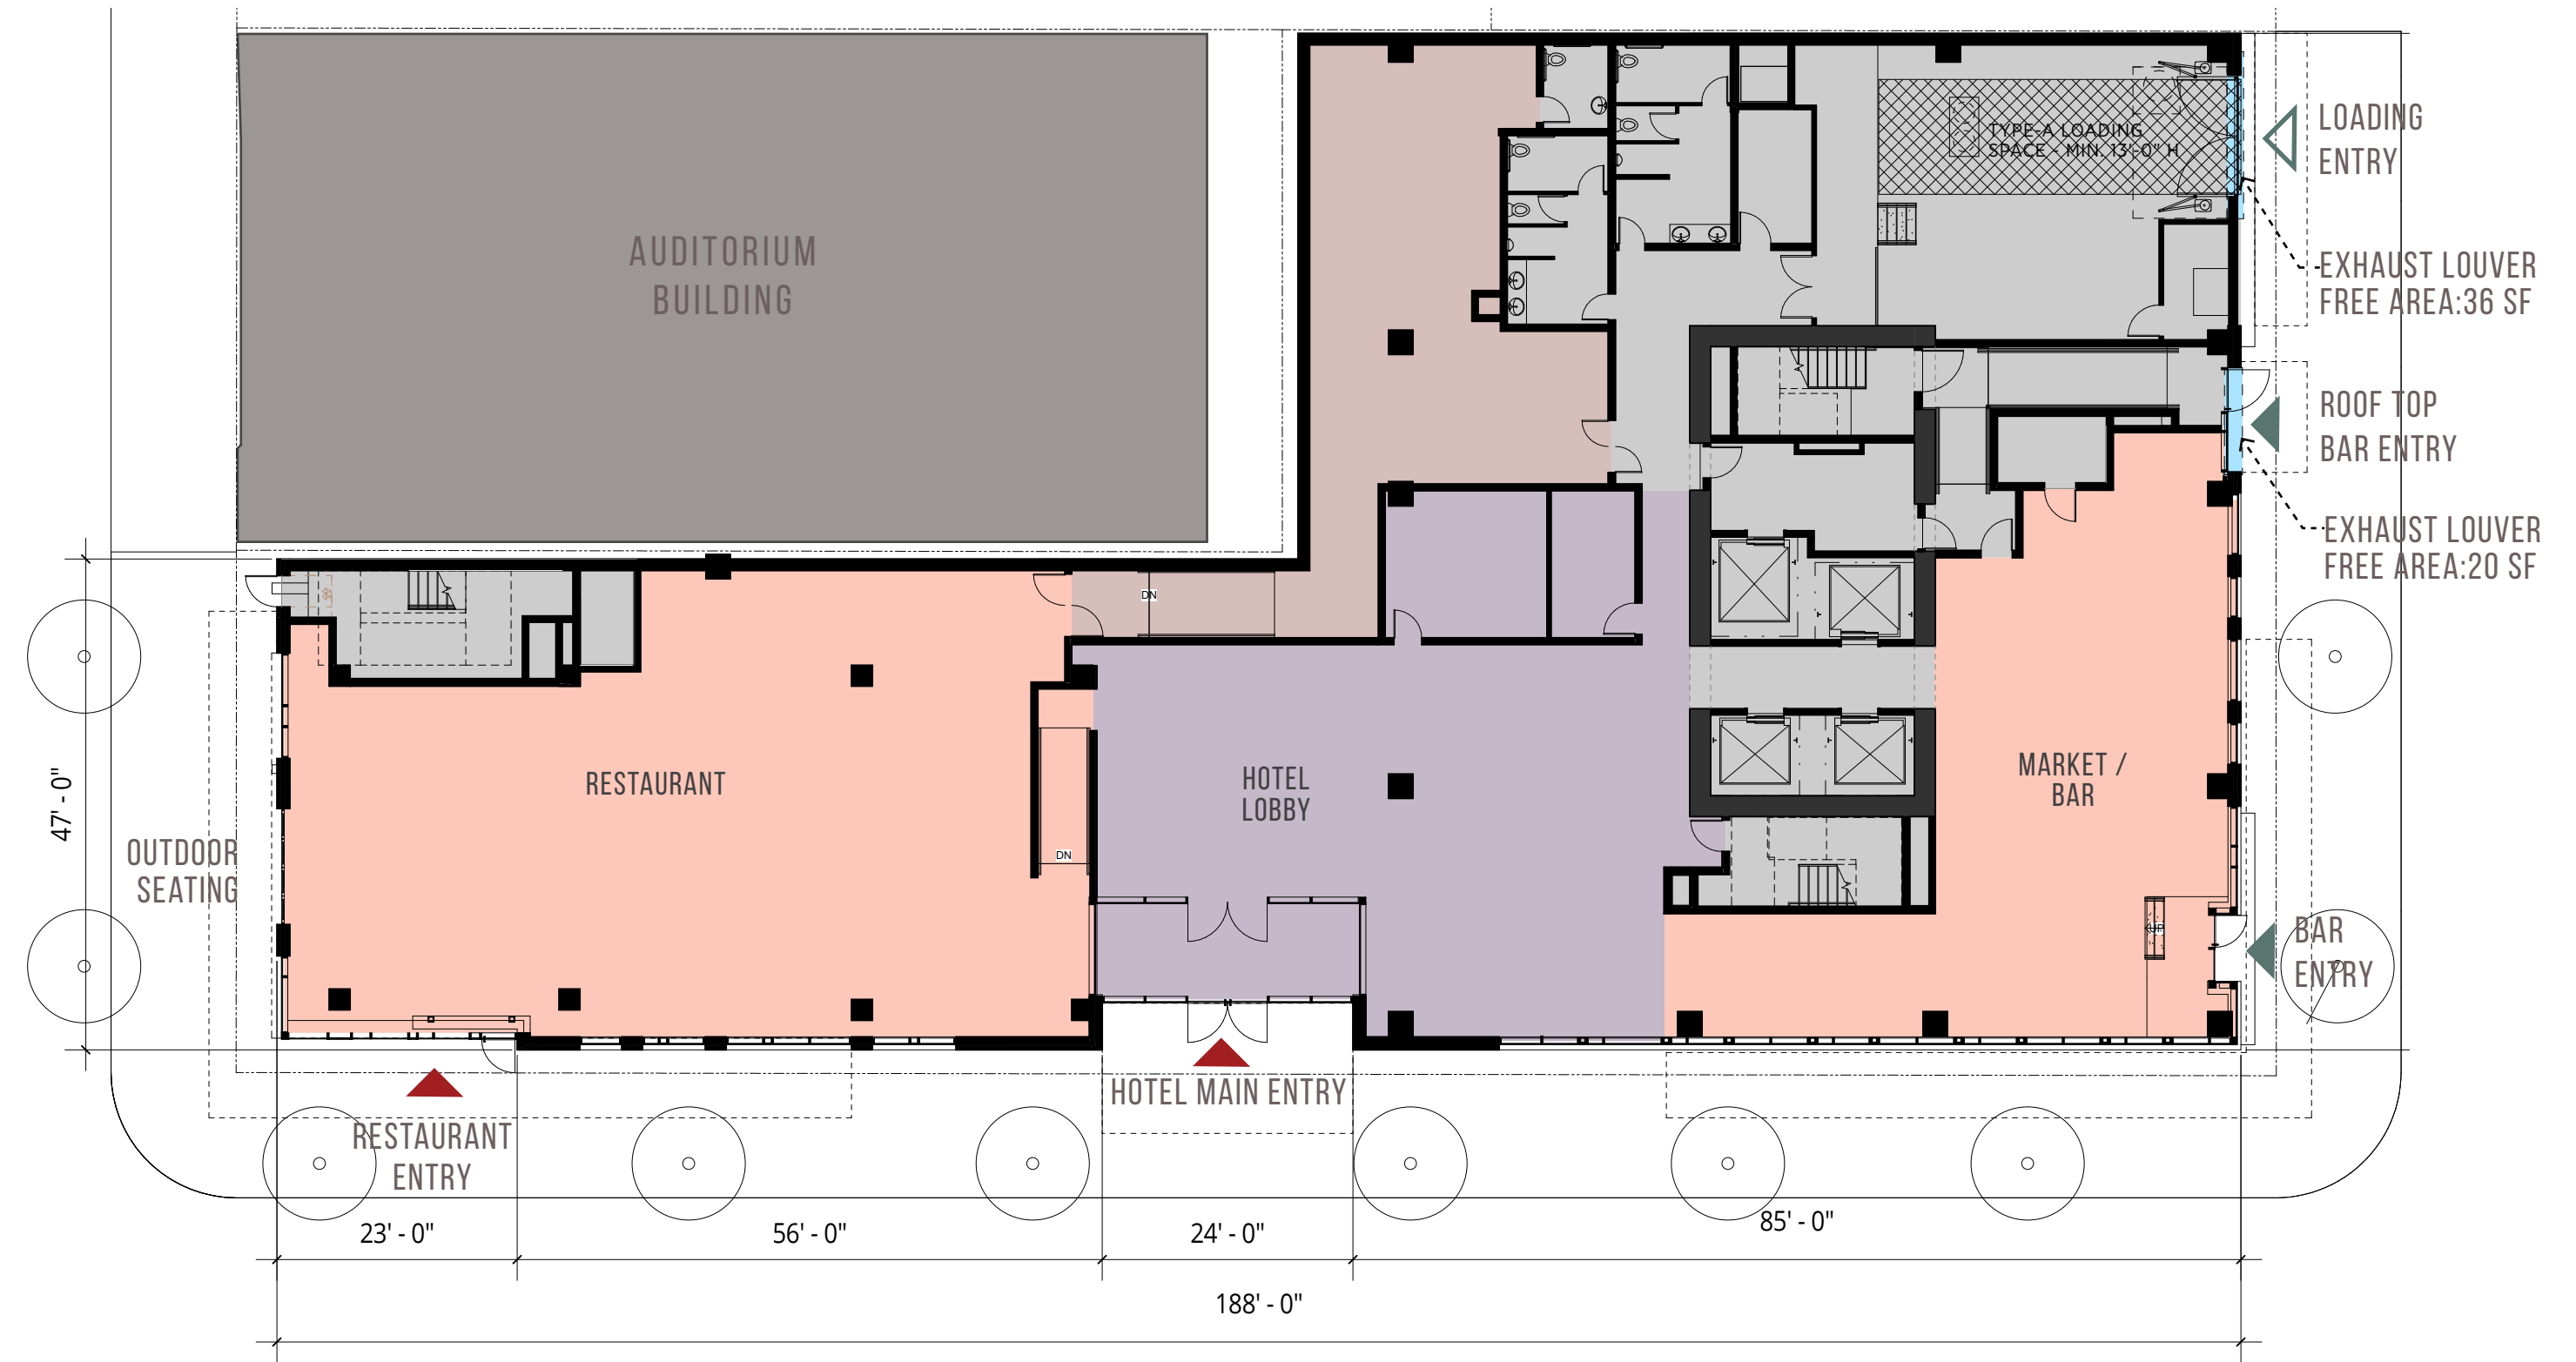 AUDITORIUM
BUILDING
TYPE-A LOADING
SPACE - MIN. 13'-0" H
LOADING
ENTRY
EXHAUST LOUVER
FREE AREA:36 SF
ROOF TOP
BAR ENTRY
EXHAUST LOUVER
FREE AREA:20 SF
DN
47' - 0"
OUTDOOR
SEATING
RESTAURANT
DN
HOTEL
LOBBY
MARKET /
BAR
UP
BAR
ENTRY
HOTEL MAIN ENTRY
RESTAURANT
ENTRY
23' - 0"
56' - 0"
24' - 0"
85' - 0"
188' - 0"